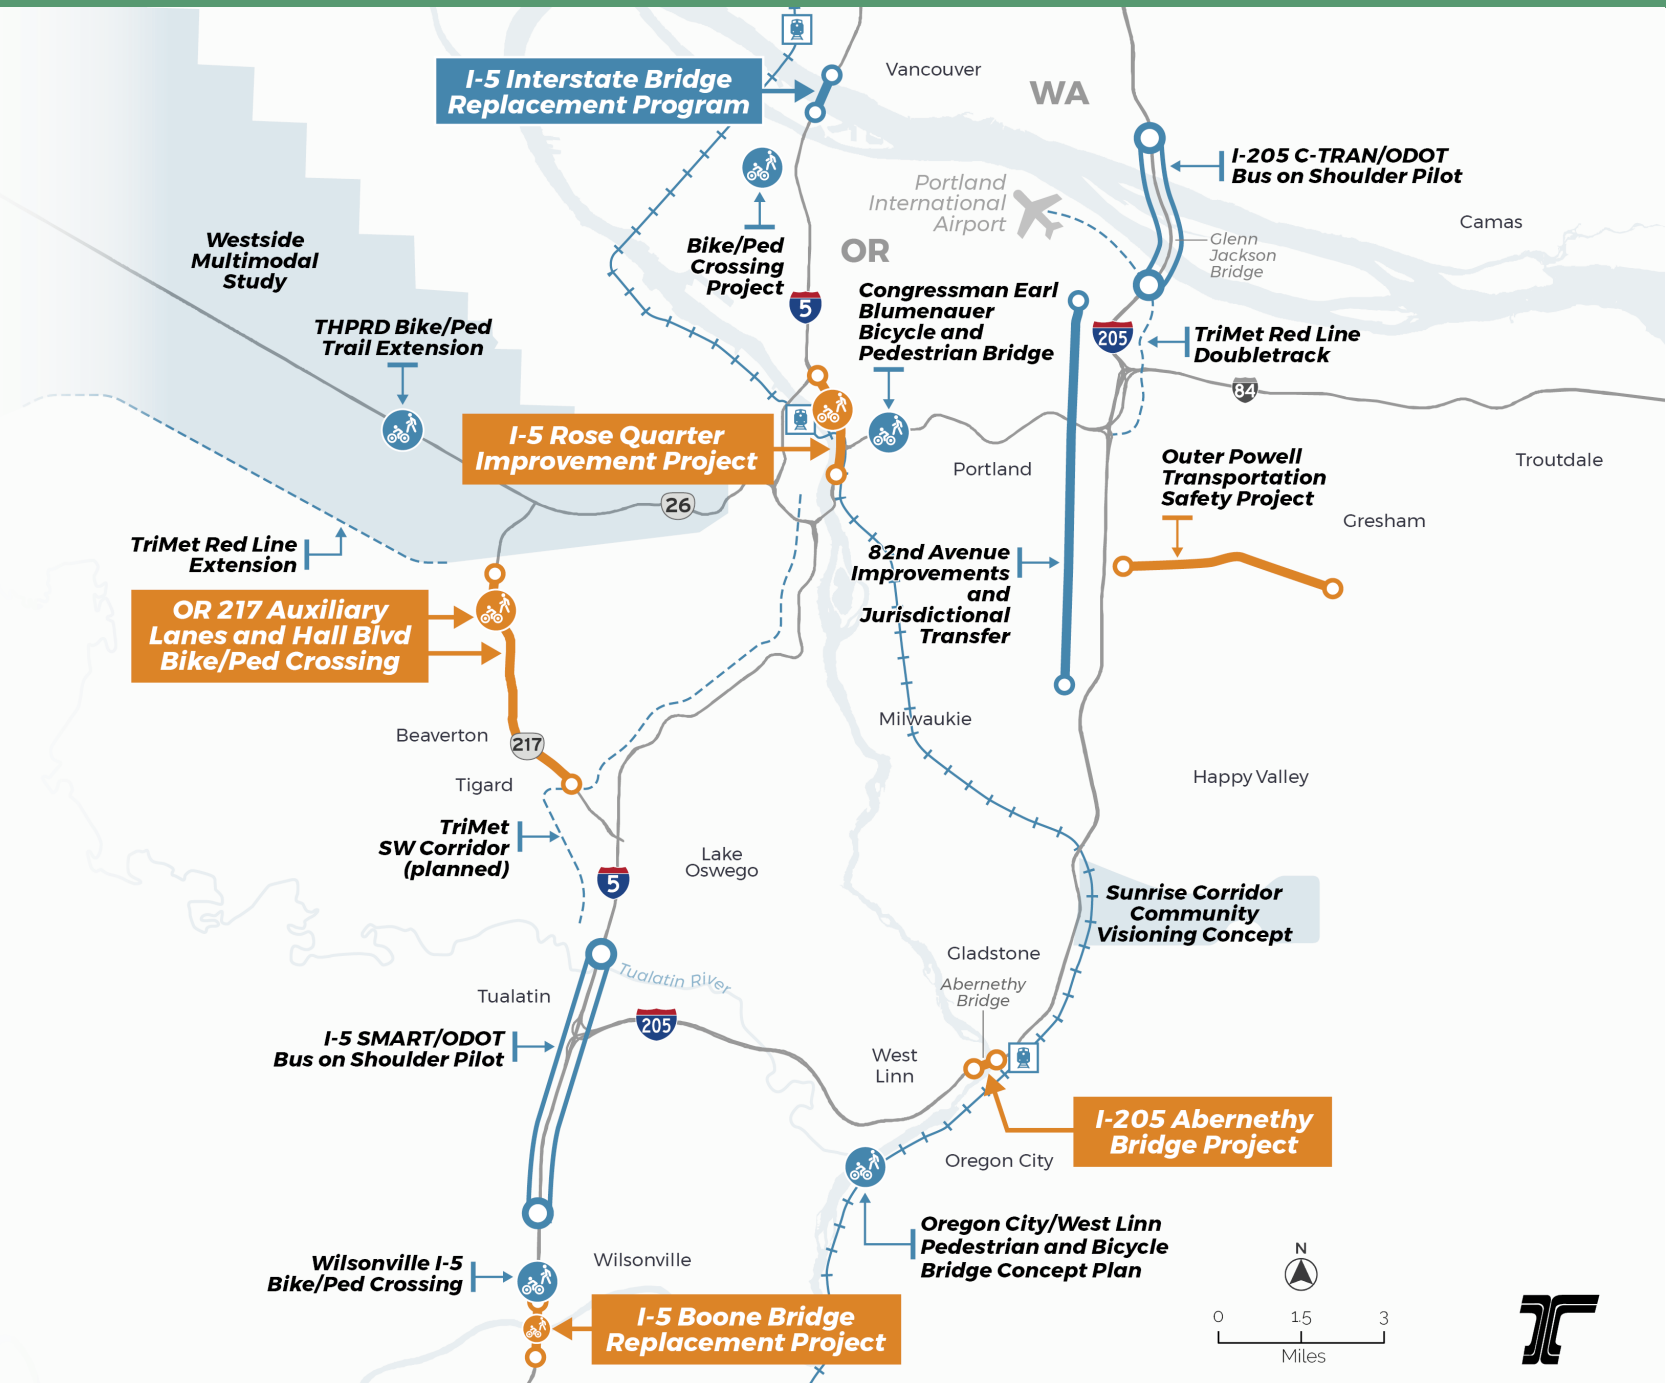 I-5 Interstate Bridge
Replacement Program
Vancouver
WA
I-205 C-TRAN/ODOT
Bus on Shoulder Pilot
Portland
International
Airport
Camas
Glenn
Jackson
Bridge
Westside
Multimodal
Study
Bike/Ped
Crossing
Project
OR
5
Congressman Earl
Blumenauer
Bicycle and
Pedestrian Bridge
THPRD Bike/Ped
Trail Extension
205
TriMet Red Line
Doubletrack
84
I-5 Rose Quarter
Improvement Project
Portland
Troutdale
Outer Powell
Transportation
Safety Project
26
Gresham
TriMet Red Line
Extension
82nd Avenue
Improvements
and
Jurisdictional
Transfer
OR 217 Auxiliary
Lanes and Hall Blvd
Bike/Ped Crossing
Beaverton
217
Milwaukie
Tigard
Happy Valley
TriMet
SW Corridor
(planned)
Lake
Oswego
5
Sunrise Corridor
Community
Visioning Concept
Gladstone
Abernethy
Bridge
Tualatin River
Tualatin
I-5 SMART/ODOT
Bus on Shoulder Pilot
205
West
Linn
I-205 Abernethy
Bridge Project
Oregon City
Oregon City/West Linn
Pedestrian and Bicycle
Bridge Concept Plan
Wilsonville I-5
Bike/Ped Crossing
Wilsonville
I-5 Boone Bridge
Replacement Project
N
0 1.5 3
Miles